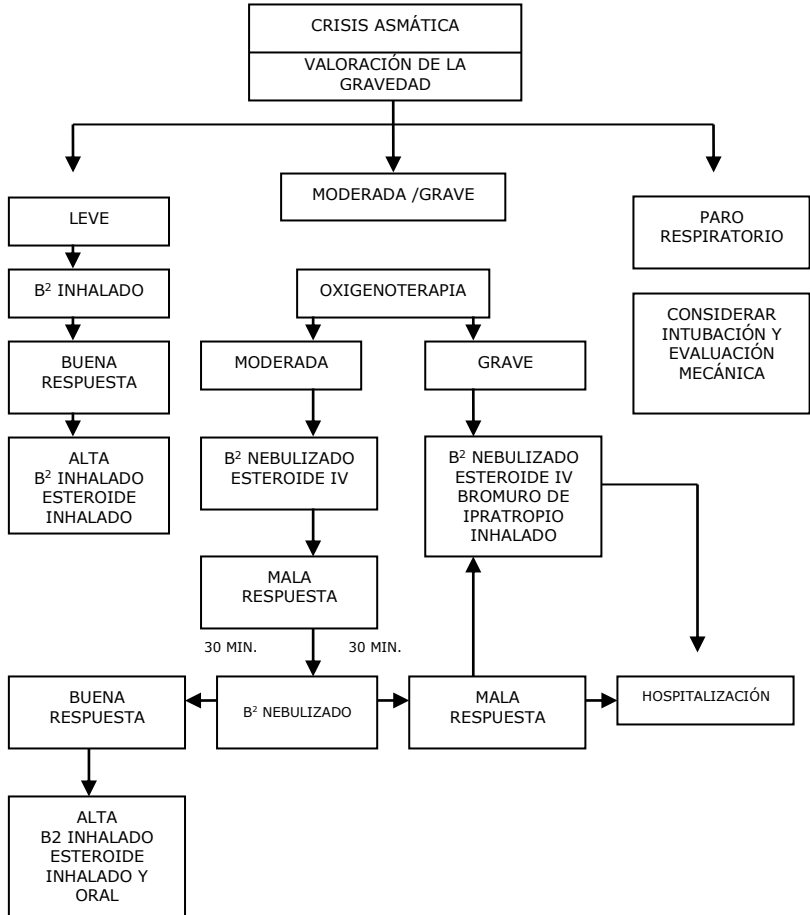 CRISIS ASMÁTICA
VALORACIÓN DE LA
GRAVEDAD
MODERADA /GRAVE
LEVE
PARO
RESPIRATORIO
B² INHALADO
OXIGENOTERAPIA
CONSIDERAR
INTUBACIÓN Y
EVALUACIÓN
MECÁNICA
BUENA
RESPUESTA
MODERADA
GRAVE
ALTA
B² INHALADO
ESTEROIDE
INHALADO
B² NEBULIZADO
ESTEROIDE IV
B² NEBULIZADO
ESTEROIDE IV
BROMURO DE
IPRATROPIO
INHALADO
MALA
RESPUESTA
30 MIN.
30 MIN.
BUENA
RESPUESTA
B² NEBULIZADO
MALA
RESPUESTA
HOSPITALIZACIÓN
ALTA
B2 INHALADO
ESTEROIDE
INHALADO Y
ORAL